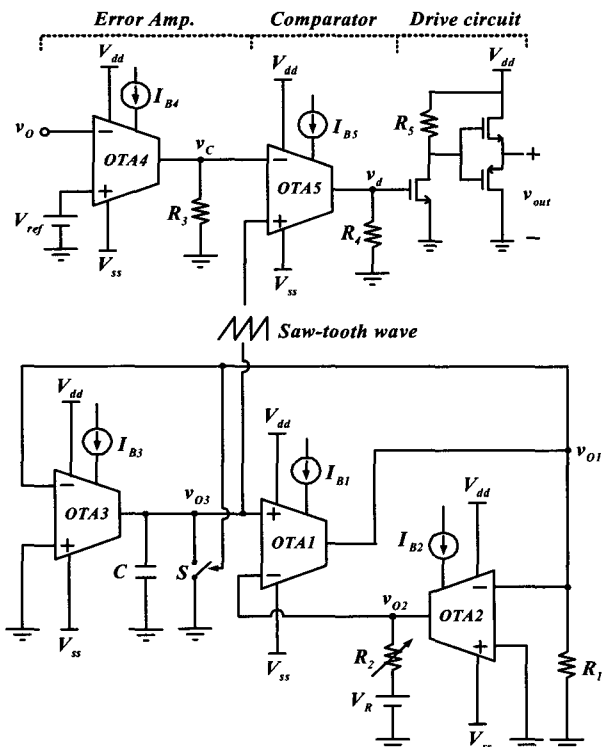 Error Amp. Comparator Drive circuit
V_dd
I_B4
v_O
OTA4
V_ref
V_ss
v_C
R_3
V_dd
I_B5
OTA5
V_ss
v_d
R_4
V_dd
R_5
+
v_out
−
Saw-tooth wave
V_dd
I_B3
OTA3
V_ss
C
v_O3
S
V_dd
I_B1
OTA1
V_ss
v_O1
V_dd
I_B2
OTA2
V_ss
v_O2
R_2
V_R
R_1